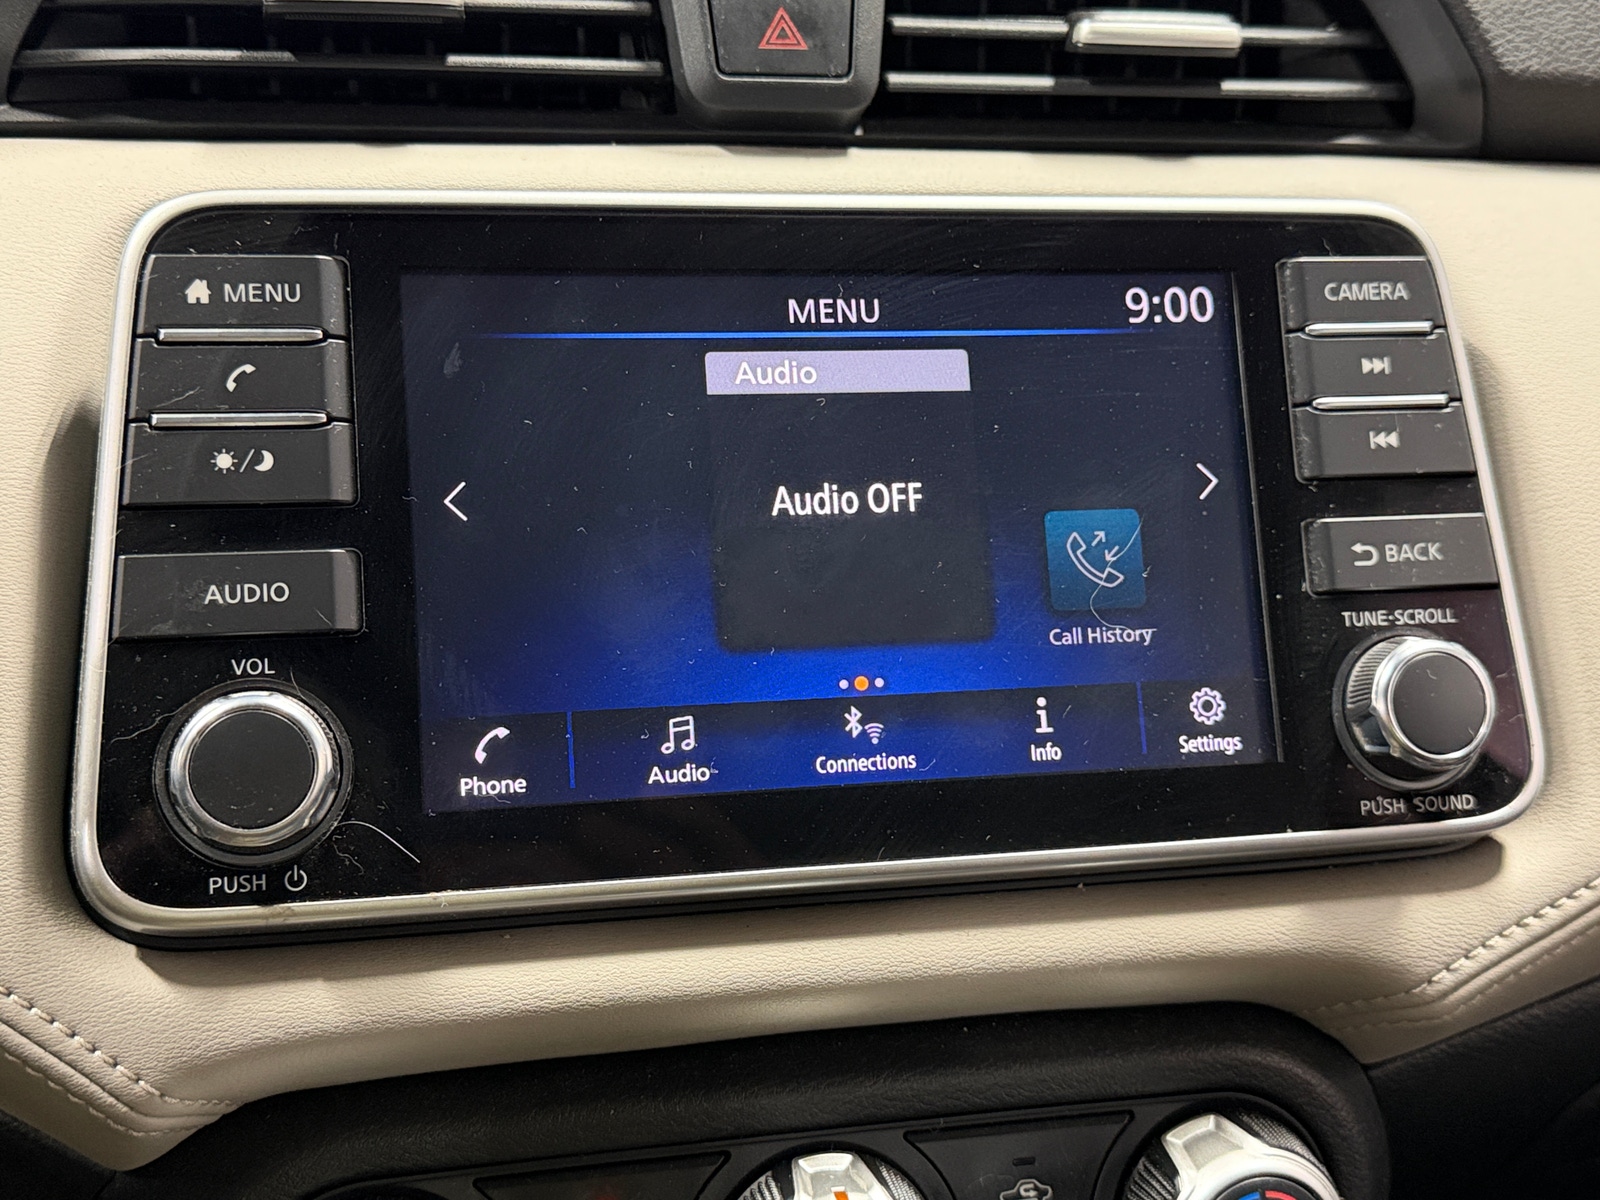 MENU
AUDIO
VOL
PUSH
MENU
9:00
Audio
Audio OFF
Call History
Phone
Audio
Connections
Info
Settings
CAMERA
BACK
TUNE·SCROLL
PUSH SOUND